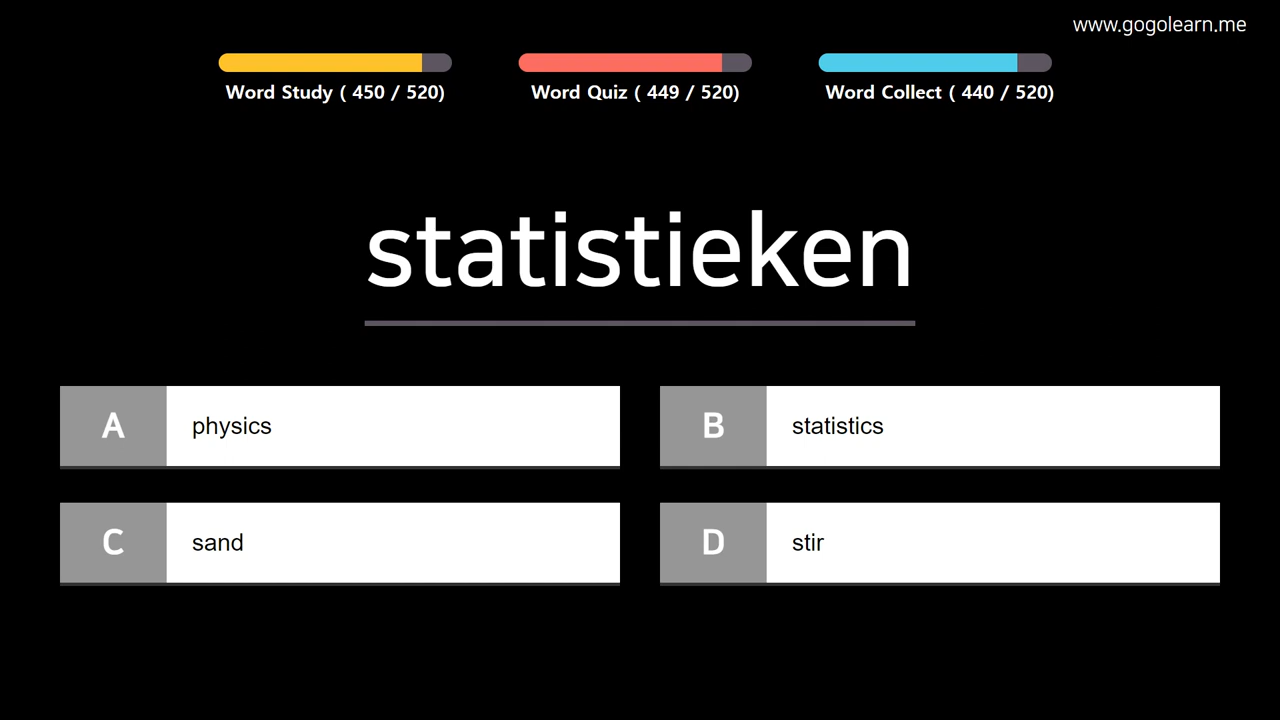 www.gogolearn.me
Word Study ( 450 / 520)
Word Quiz ( 449 / 520)
Word Collect ( 440 / 520)
statistieken
A physics
B statistics
C sand
D stir